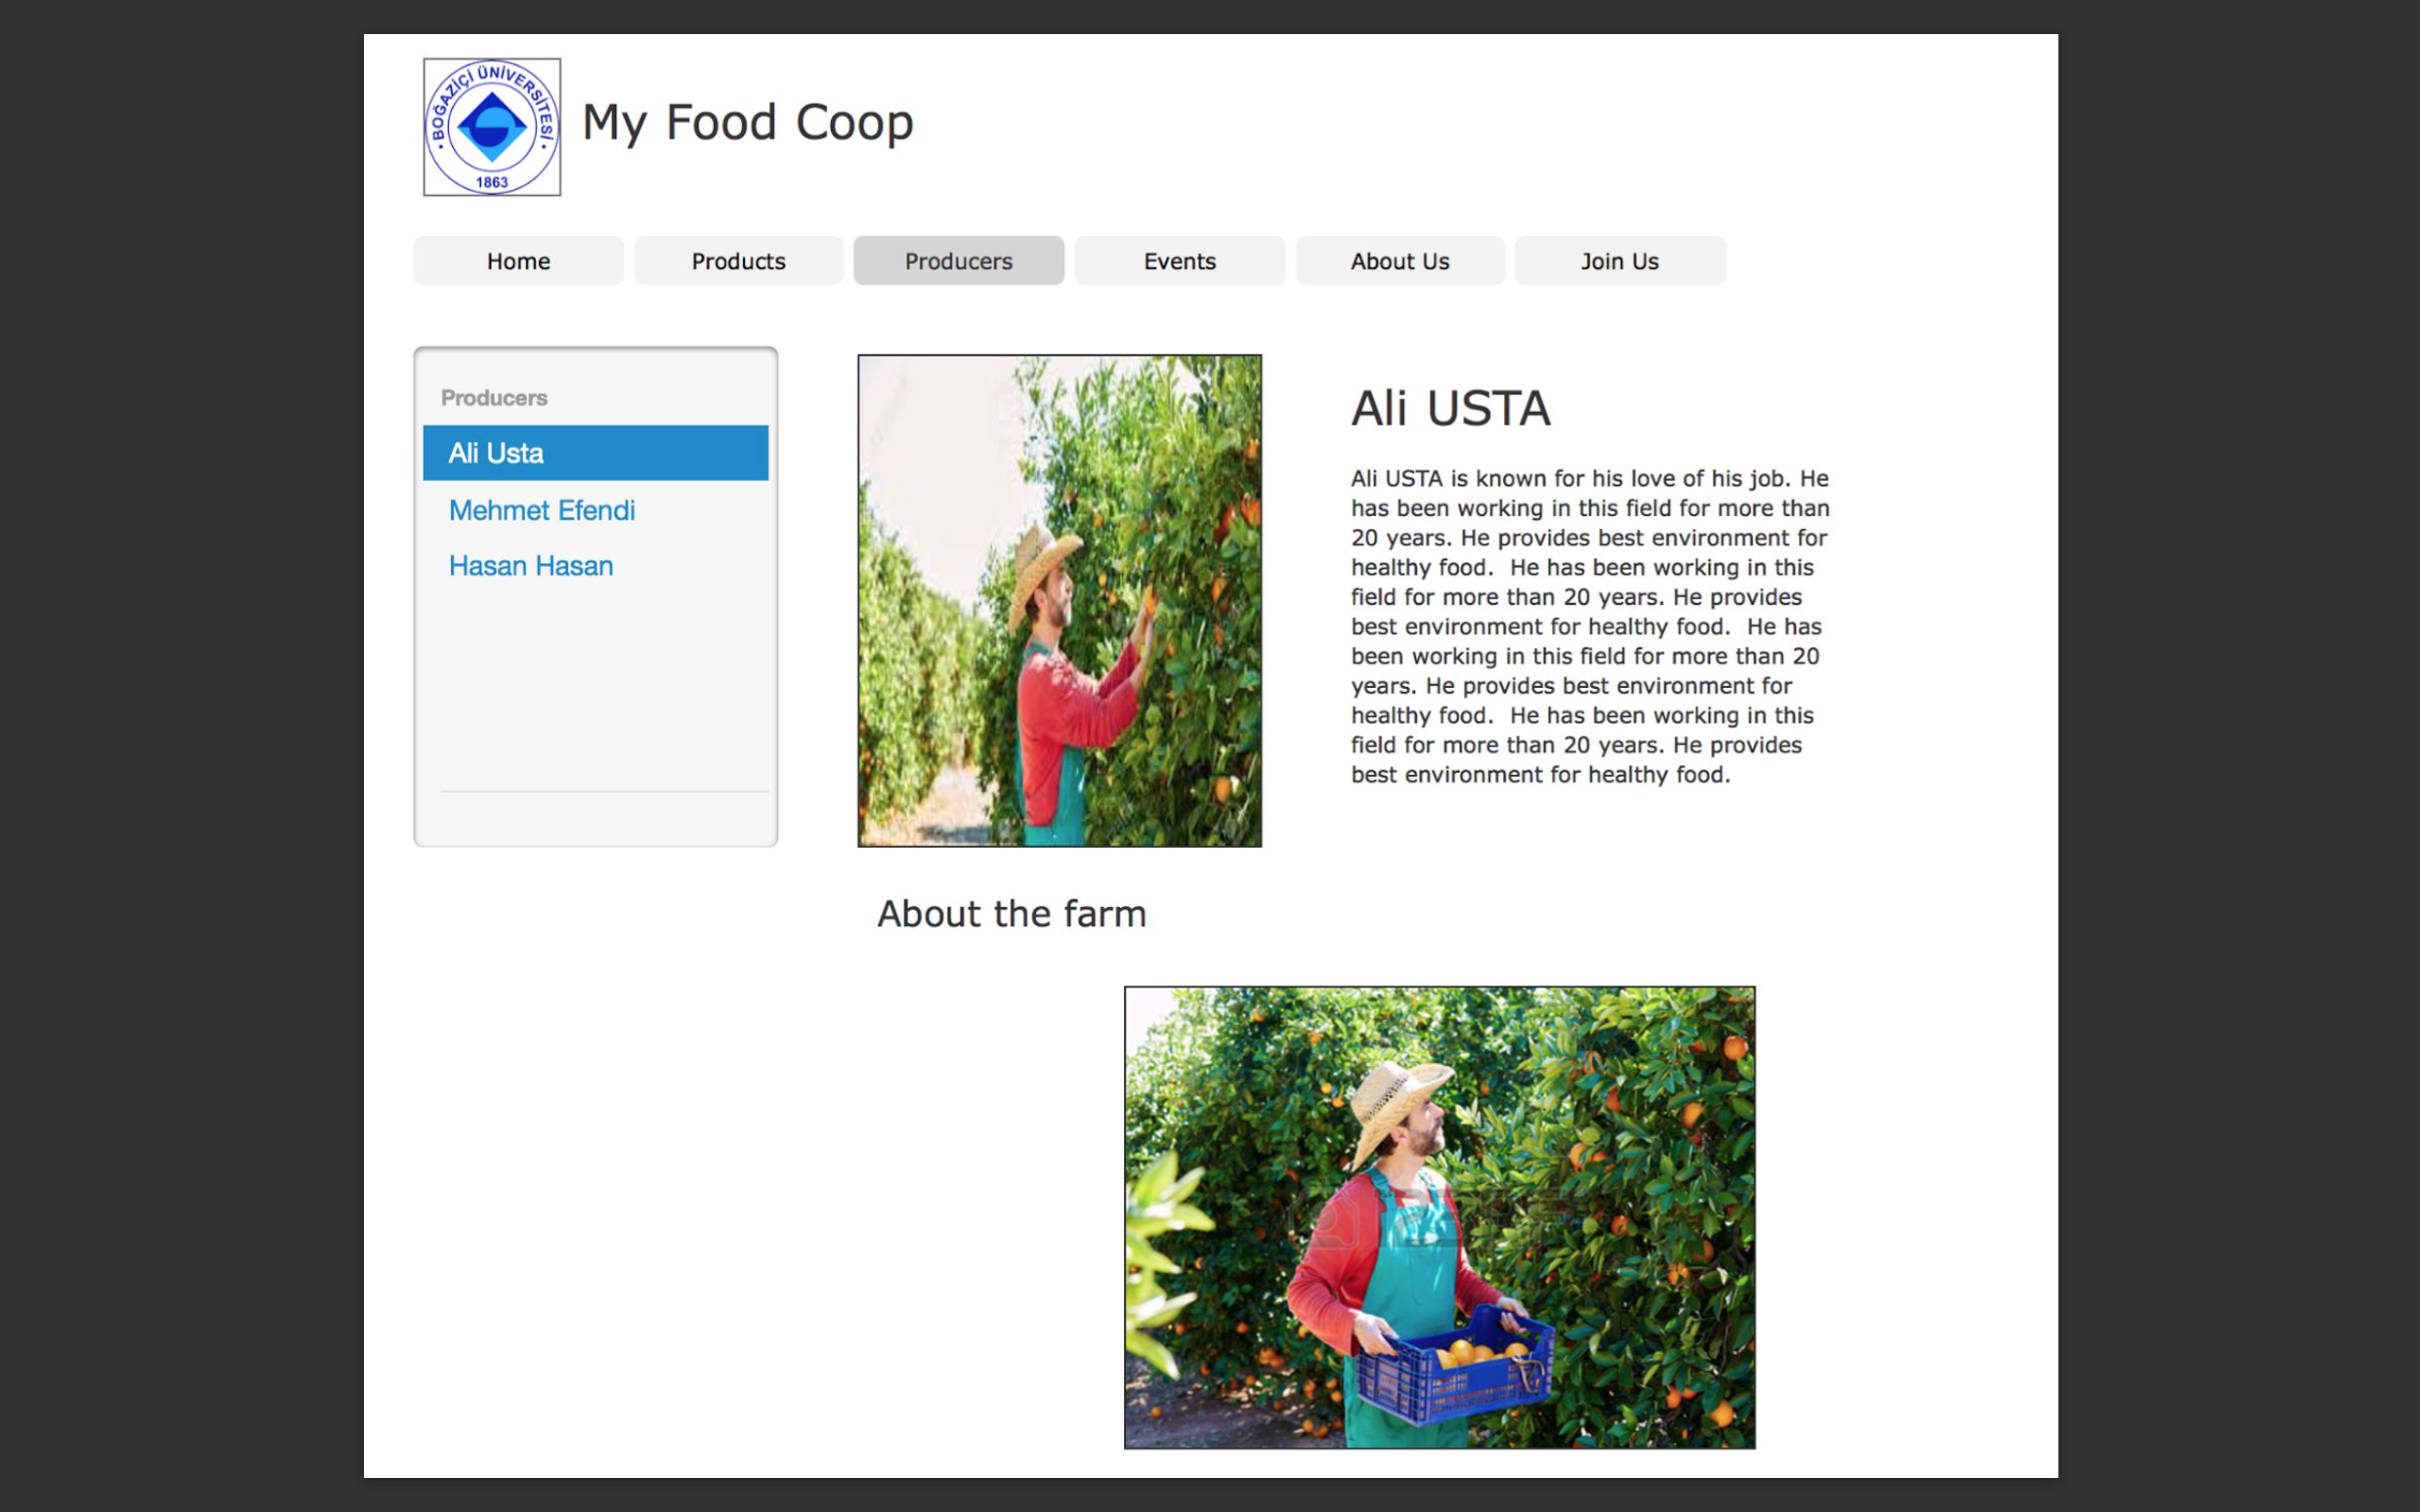 BOĞAZİÇİ ÜNİVERSİTESİ
1863
My Food Coop
Home
Products
Producers
Events
About Us
Join Us
Producers
Ali Usta
Mehmet Efendi
Hasan Hasan
Ali USTA
Ali USTA is known for his love of his job. He
has been working in this field for more than
20 years. He provides best environment for
healthy food.  He has been working in this
field for more than 20 years. He provides
best environment for healthy food.  He has
been working in this field for more than 20
years. He provides best environment for
healthy food.  He has been working in this
field for more than 20 years. He provides
best environment for healthy food.
About the farm